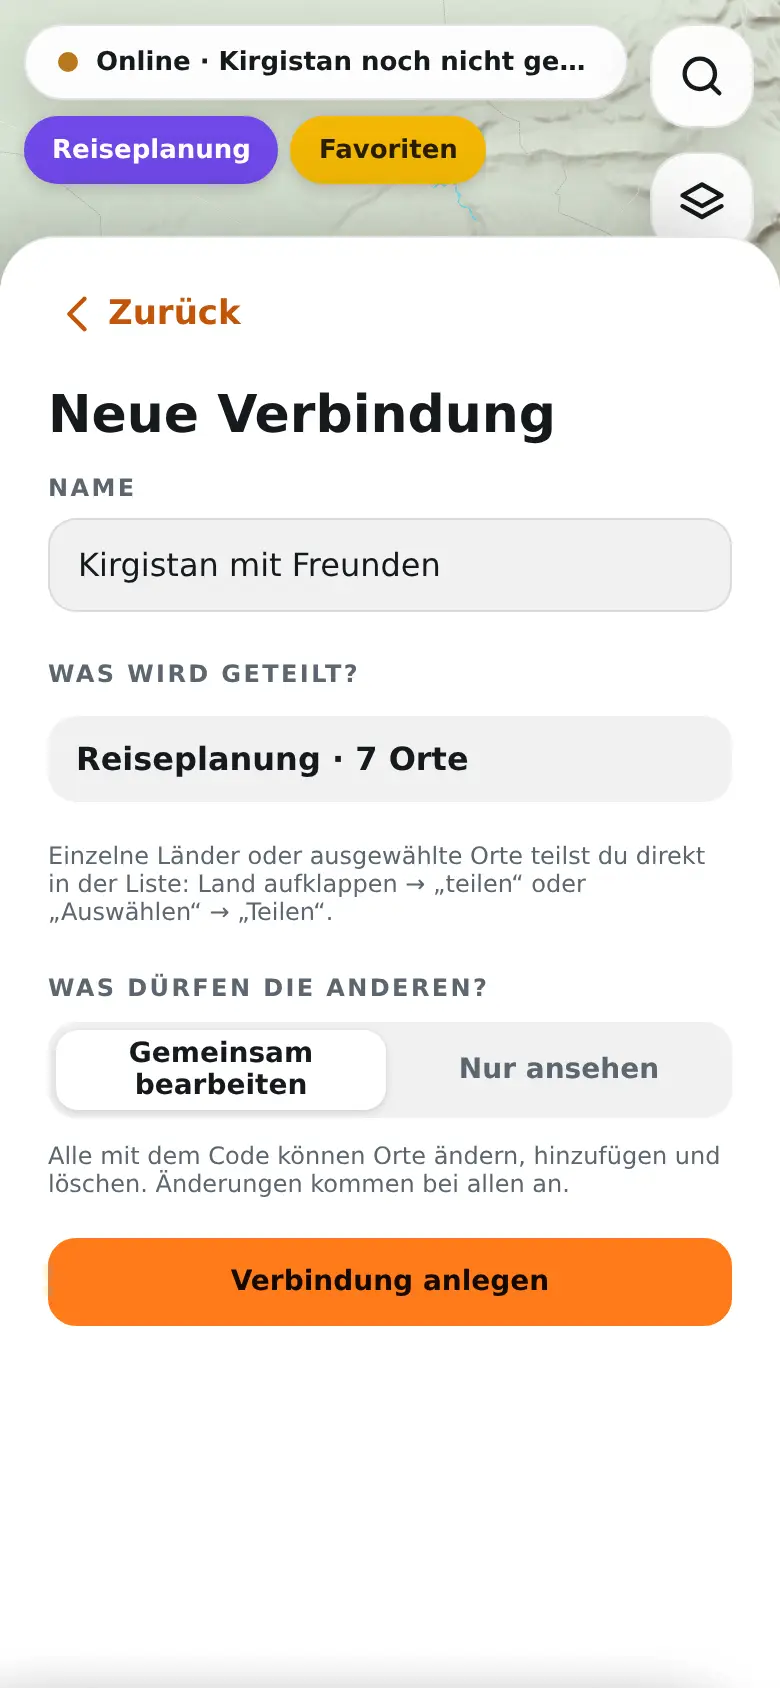 Online · Kirgistan noch nicht ge…
Reiseplanung
Favoriten
Zurück
Neue Verbindung
NAME
Kirgistan mit Freunden
WAS WIRD GETEILT?
Reiseplanung · 7 Orte
Einzelne Länder oder ausgewählte Orte teilst du direkt
in der Liste: Land aufklappen → „teilen“ oder
„Auswählen“ → „Teilen“.
WAS DÜRFEN DIE ANDEREN?
Gemeinsam
bearbeiten
Nur ansehen
Alle mit dem Code können Orte ändern, hinzufügen und
löschen. Änderungen kommen bei allen an.
Verbindung anlegen